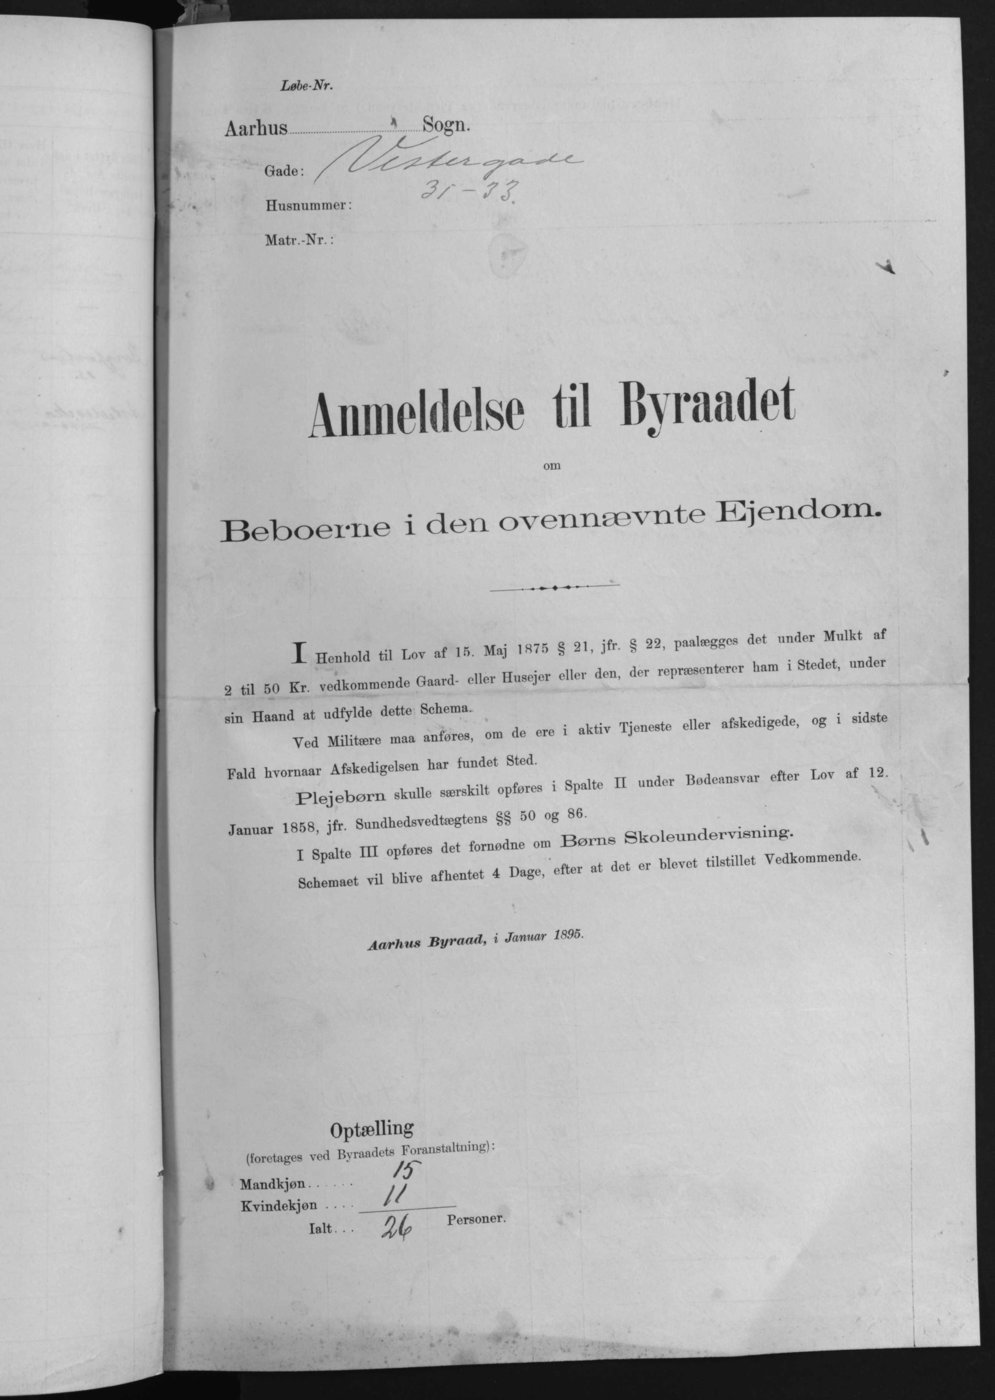 Løbe-Nr.
Aarhus Sogn.
Gade: Vestergade
Husnummer: 31-33.
Matr.-Nr.:
Anmeldelse til Byraadet
om
Beboerne i den ovennævnte Ejendom.
I Henhold til Lov af 15. Maj 1875 § 21, jfr. § 22, paalægges det under Mulkt af
2 til 50 Kr. vedkommende Gaard- eller Husejer eller den, der repræsenterer ham i Stedet, under
sin Haand at udfylde dette Schema.
Ved Militære maa anføres, om de ere i aktiv Tjeneste eller afskedigede, og i sidste
Fald hvornaar Afskedigelsen har fundet Sted.
Plejebørn skulle særskilt opføres i Spalte II under Bødeansvar efter Lov af 12.
Januar 1858, jfr. Sundhedsvedtægtens §§ 50 og 86.
I Spalte III opføres det fornødne om Børns Skoleundervisning.
Schemaet vil blive afhentet 4 Dage, efter at det er blevet tilstillet Vedkommende.
Aarhus Byraad, i Januar 1895.
Optælling
(foretages ved Byraadets Foranstaltning):
Mandkjøn...... 15
Kvindekjøn .... 11
Ialt... 26 Personer.